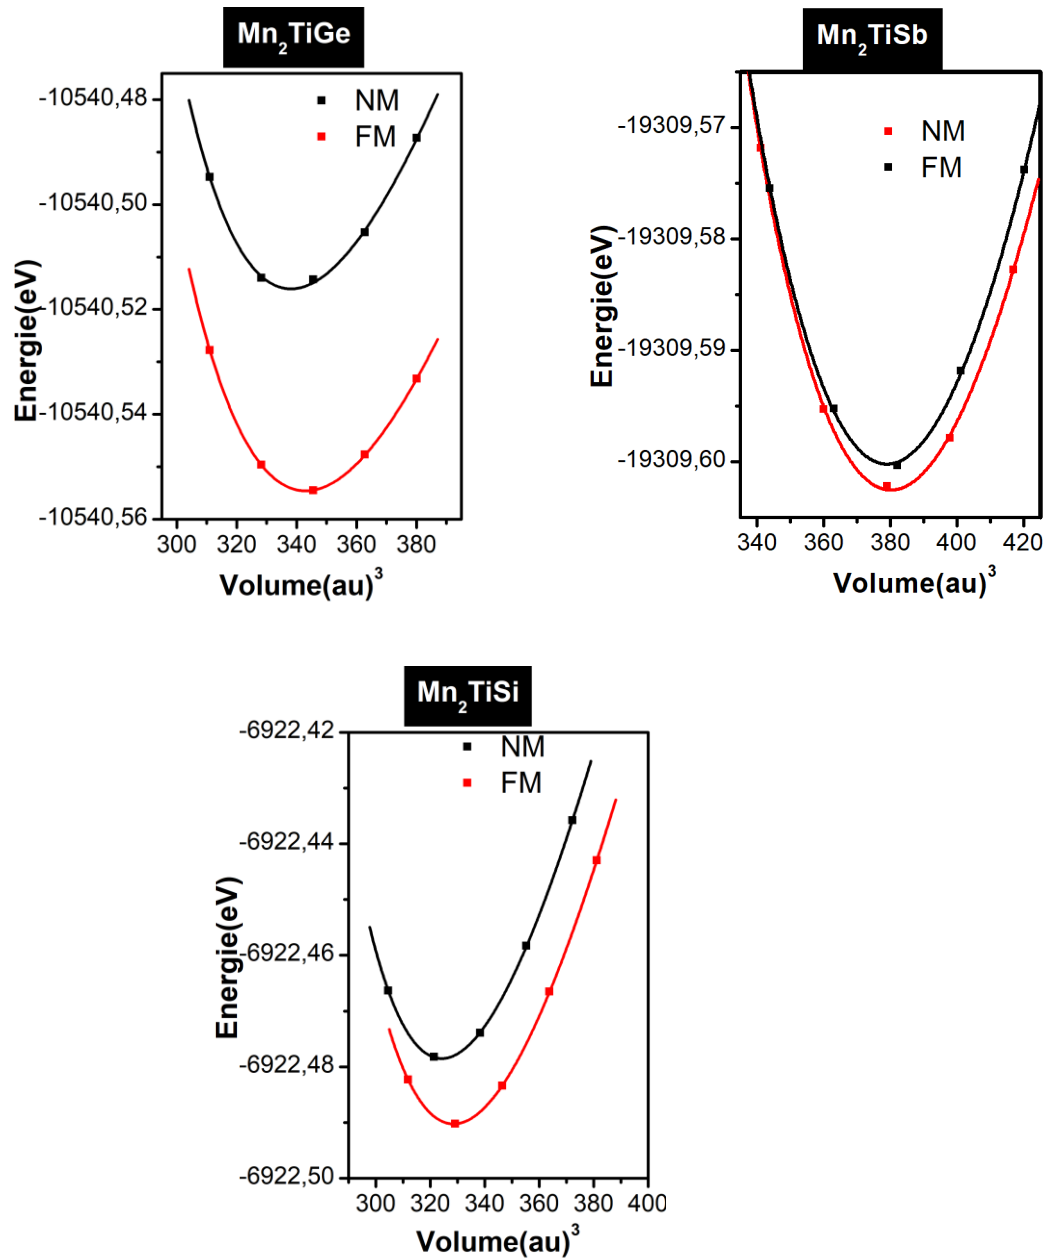 Mn₂TiGe
-10540,48
-10540,50
-10540,52
-10540,54
-10540,56
NM
FM
Energie(eV)
300 320 340 360 380
Volume(au)³
Mn₂TiSb
-19309,57
-19309,58
-19309,59
-19309,60
NM
FM
Energie(eV)
340 360 380 400 420
Volume(au)³
Mn₂TiSi
-6922,42
-6922,44
-6922,46
-6922,48
-6922,50
NM
FM
Energie(eV)
300 320 340 360 380 400
Volume(au)³